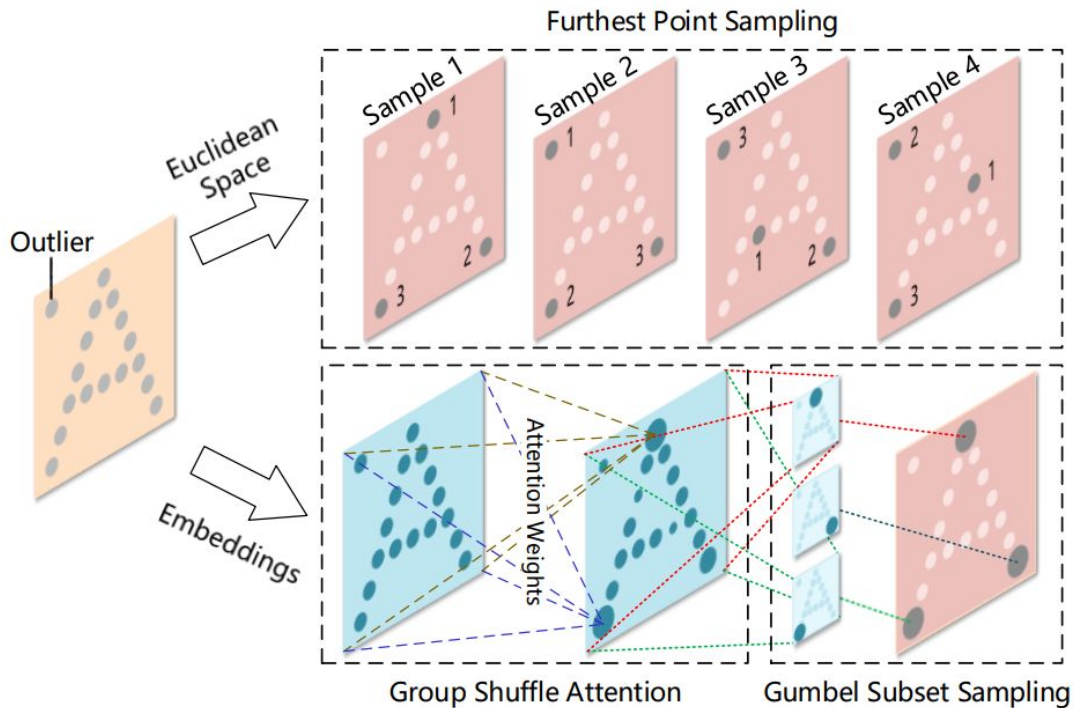 Furthest Point Sampling
Sample 1
Sample 2
Sample 3
Sample 4
1
2
3
1
3
2
3
1
2
2
1
3
Euclidean
Space
Outlier
Embeddings
Attention Weights
Group Shuffle Attention
Gumbel Subset Sampling